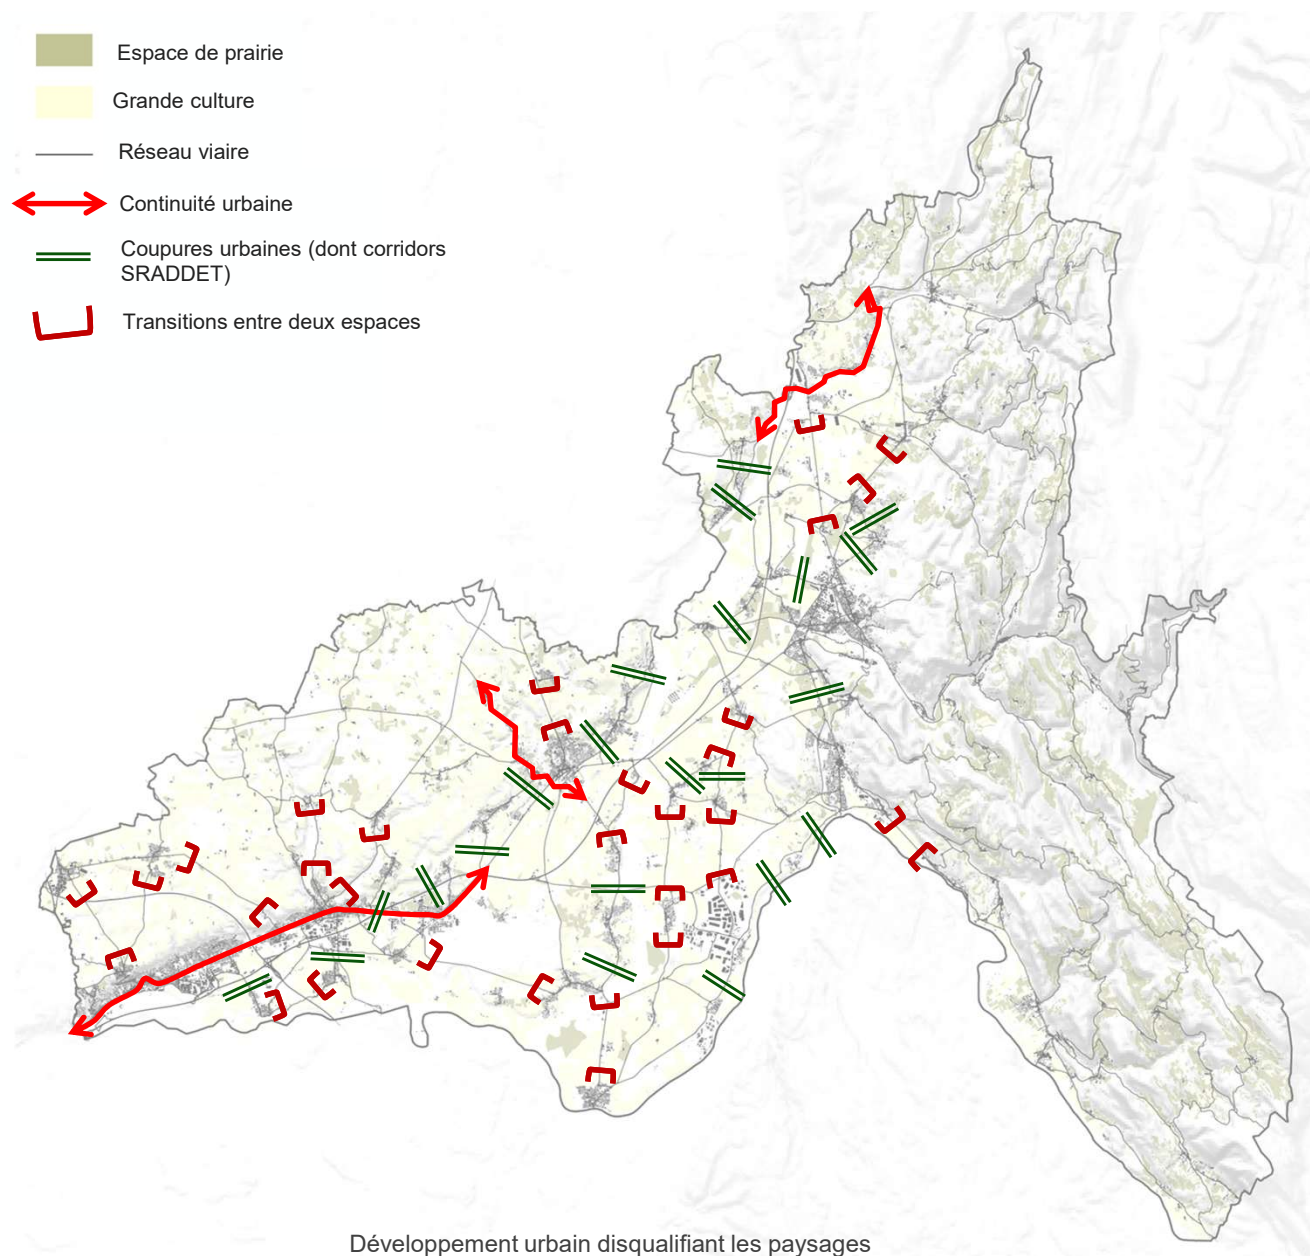 Espace de prairie
Grande culture
Réseau viaire
Continuité urbaine
Coupures urbaines (dont corridors
SRADDET)
Transitions entre deux espaces
Développement urbain disqualifiant les paysages